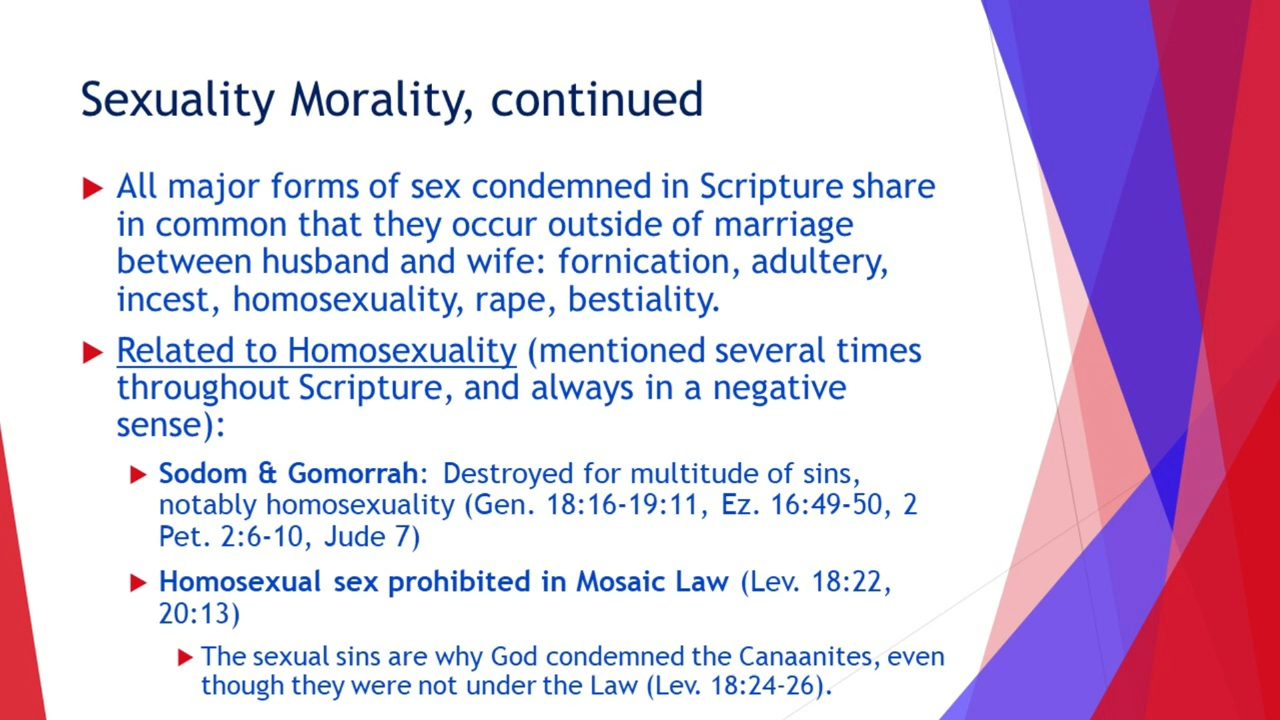 Sexuality Morality, continued
All major forms of sex condemned in Scripture share
in common that they occur outside of marriage
between husband and wife: fornication, adultery,
incest, homosexuality, rape, bestiality.
Related to Homosexuality (mentioned several times
throughout Scripture, and always in a negative
sense):
Sodom & Gomorrah: Destroyed for multitude of sins,
notably homosexuality (Gen. 18:16-19:11, Ez. 16:49-50, 2
Pet. 2:6-10, Jude 7)
Homosexual sex prohibited in Mosaic Law (Lev. 18:22,
20:13)
The sexual sins are why God condemned the Canaanites, even
though they were not under the Law (Lev. 18:24-26).